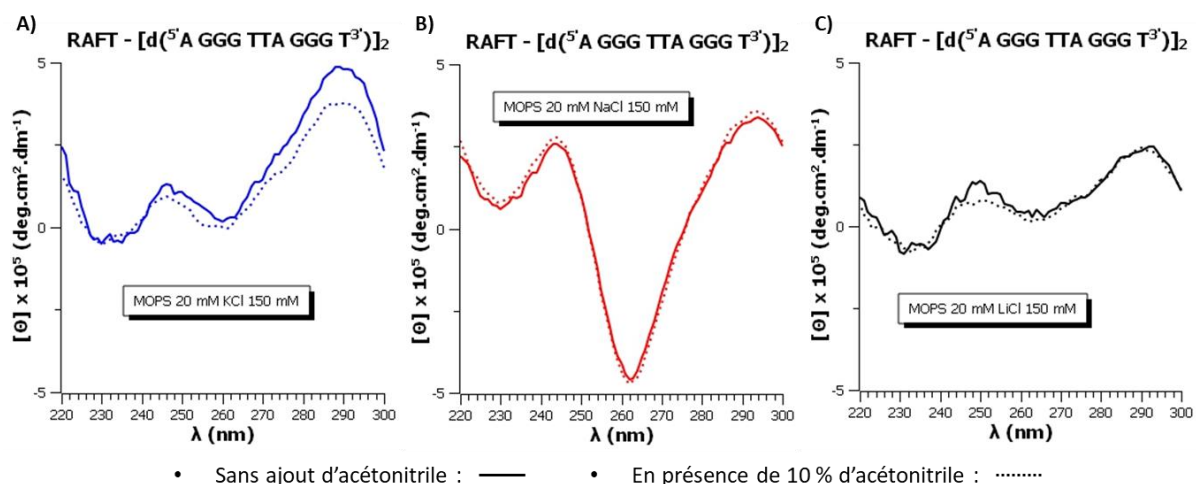 A)
RAFT - [d(5'A GGG TTA GGG T3')]2
5
0
-5
[Θ] x 10⁵ (deg.cm².dm⁻¹)
MOPS 20 mM KCl 150 mM
220 230 240 250 260 270 280 290 300
λ (nm)
B)
RAFT - [d(5'A GGG TTA GGG T3')]2
5
0
-5
[Θ] x 10⁵ (deg.cm².dm⁻¹)
MOPS 20 mM NaCl 150 mM
220 230 240 250 260 270 280 290 300
λ (nm)
C)
RAFT - [d(5'A GGG TTA GGG T3')]2
5
0
-5
[Θ] x 10⁵ (deg.cm².dm⁻¹)
MOPS 20 mM LiCl 150 mM
220 230 240 250 260 270 280 290 300
λ (nm)
• Sans ajout d'acétonitrile : • En présence de 10 % d'acétonitrile :